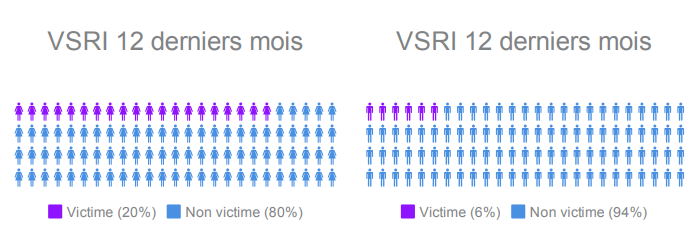 VSRI 12 derniers mois
VSRI 12 derniers mois
Victime (20%) Non victime (80%)
Victime (6%) Non victime (94%)